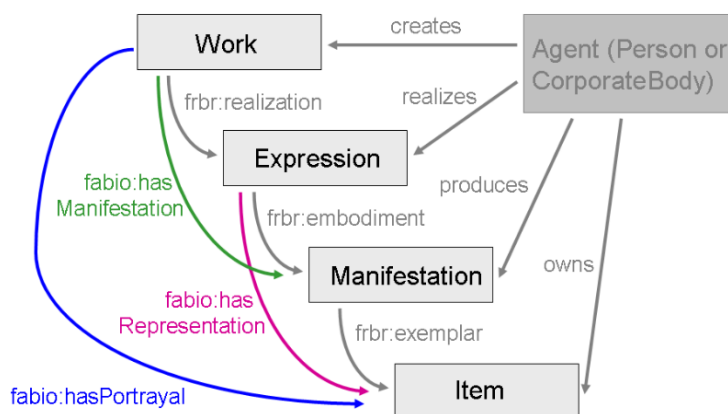 creates
Work
Agent (Person or
CorporateBody)
frbr:realization
realizes
Expression
fabio:has
Manifestation
produces
frbr:embodiment
Manifestation
owns
fabio:has
Representation
frbr:exemplar
Item
fabio:hasPortrayal